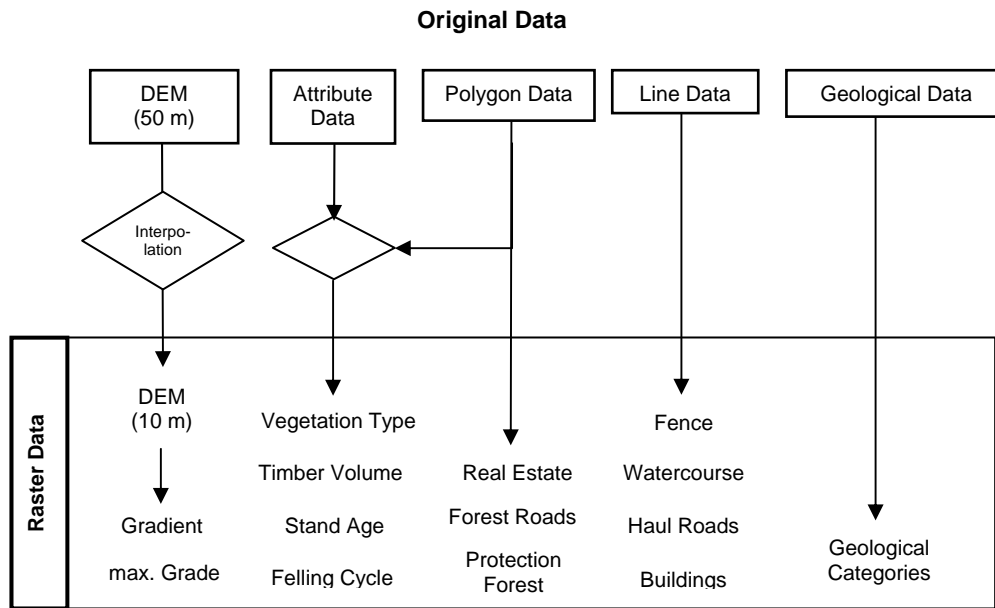 Original Data
DEM
(50 m)
Attribute
Data
Polygon Data
Line Data
Geological Data
Interpo-
lation
Raster Data
DEM
(10 m)
Gradient
max. Grade
Vegetation Type
Timber Volume
Stand Age
Felling Cycle
Real Estate
Forest Roads
Protection
Forest
Fence
Watercourse
Haul Roads
Buildings
Geological
Categories